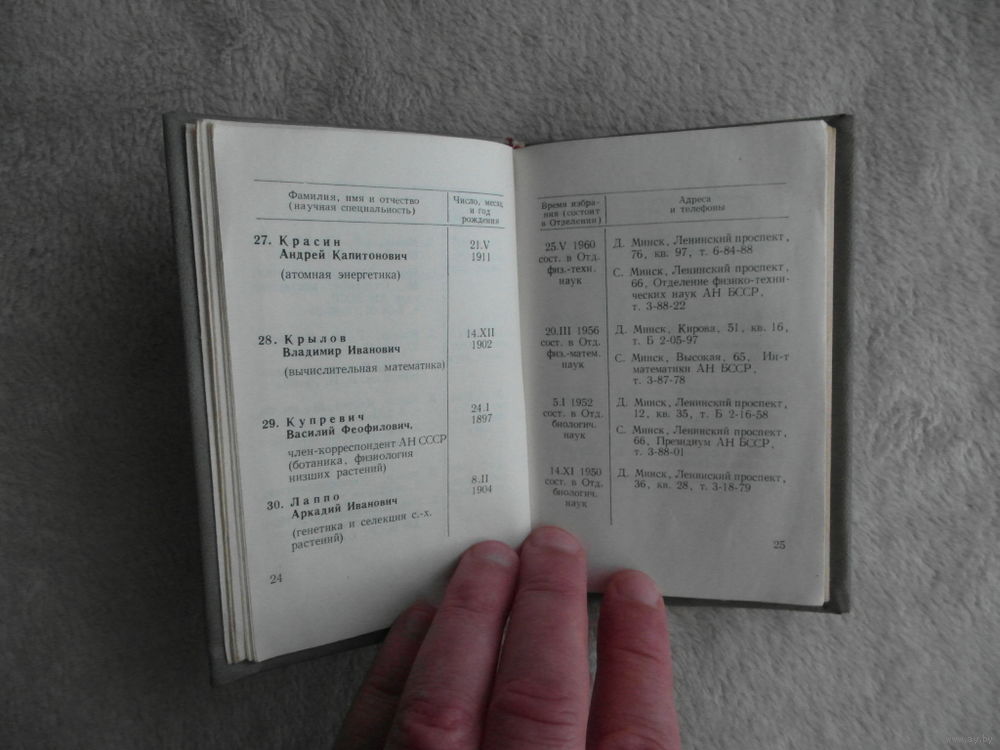 Фамилия, имя и отчество
(научная специальность)
Число, месяц
и год
рождения
27. Красин
Андрей Капитонович
(атомная энергетика)
21.V
1911
28. Крылов
Владимир Иванович
(вычислительная математика)
14.XII
1902
29. Купревич
Василий Феофилович,
член-корреспондент АН СССР
(ботаника, физиология
низших растений)
24.I
1897
30. Лаппо
Аркадий Иванович
(генетика и селекция с.-х.
растений)
8.II
1904
24
Время избра-
ния (состоит
в Отделении)
Адреса
и телефоны
25.V 1960
сост. в Отд.
физ.-техн.
наук
Д. Минск, Ленинский проспект,
76, кв. 97, т. 6-84-88
С. Минск, Ленинский проспект,
66, Отделение физико-техни-
ческих наук АН БССР,
т. 3-88-22
20.III 1956
сост. в Отд.
физ.-матем.
наук
Д. Минск, Кирова, 51, кв. 16,
т. Б 2-05-97
С. Минск, Высокая, 65, Ин-т
математики АН БССР,
т. 3-87-78
5.I 1952
сост. в Отд.
биологич.
наук
Д. Минск, Ленинский проспект,
12, кв. 35, т. Б 2-16-58
С. Минск, Ленинский проспект,
66, Президиум АН БССР,
т. 3-88-01
14.XI 1950
сост. в Отд.
биологич.
наук
Д. Минск, Ленинский проспект,
36, кв. 28, т. 3-18-79
25
www.ay.by